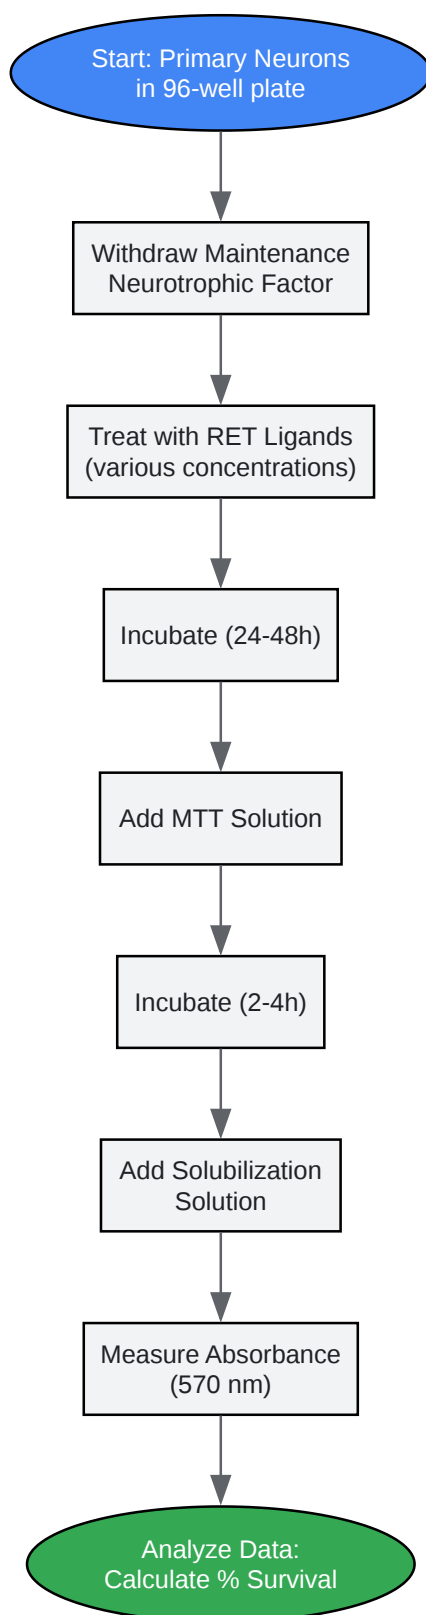 Start: Primary Neurons
in 96-well plate
Withdraw Maintenance
Neurotrophic Factor
Treat with RET Ligands
(various concentrations)
Incubate (24-48h)
Add MTT Solution
Incubate (2-4h)
Add Solubilization
Solution
Measure Absorbance
(570 nm)
Analyze Data:
Calculate % Survival